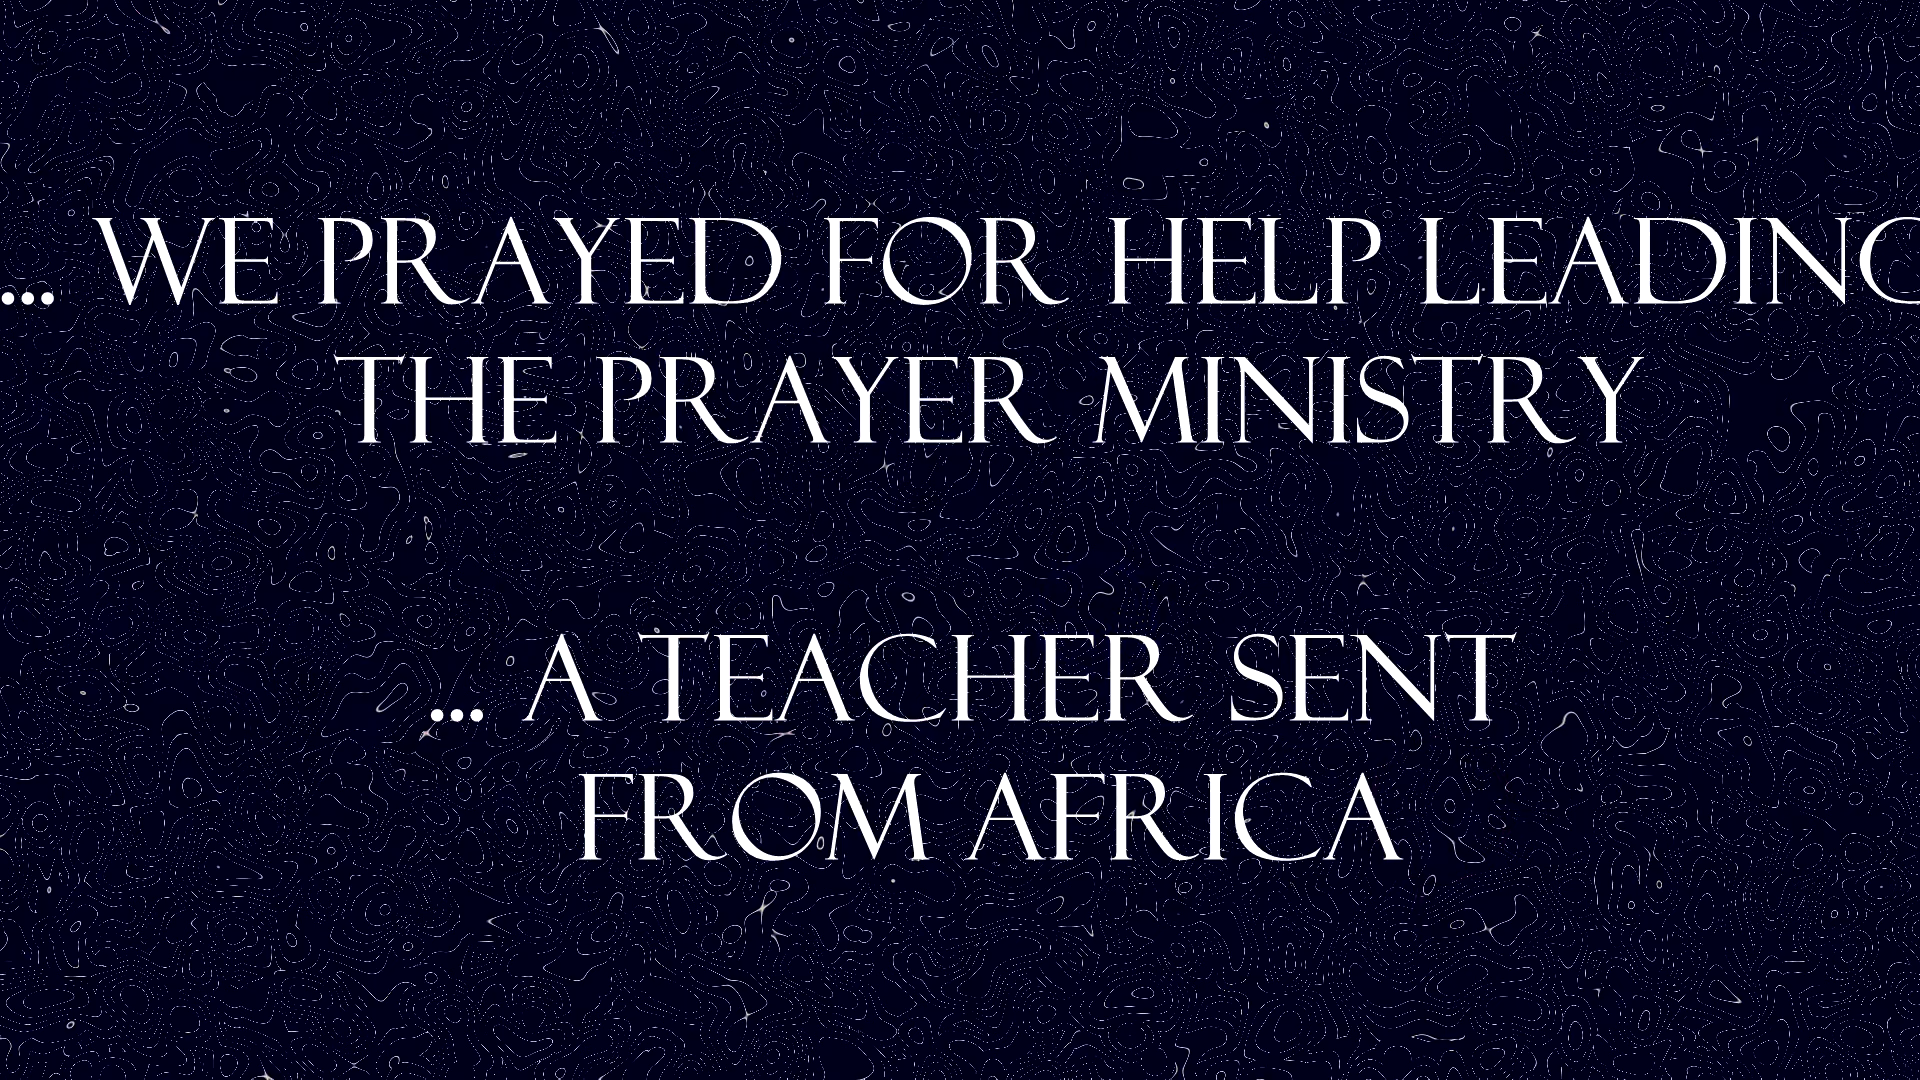 ... WE PRAYED FOR HELP LEADING
THE PRAYER MINISTRY
... A TEACHER SENT
FROM AFRICA